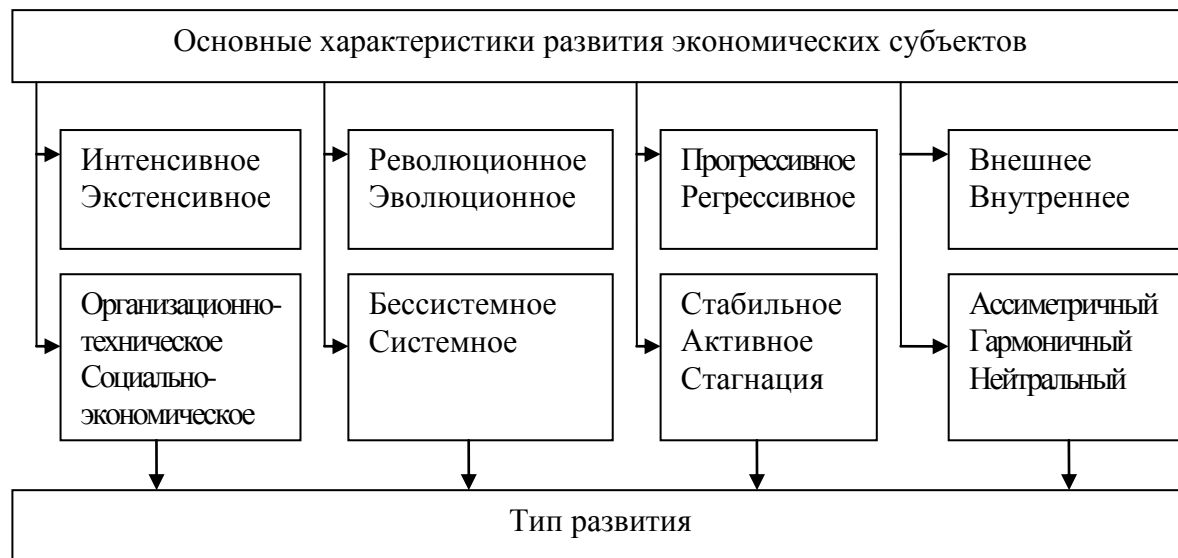 Основные характеристики развития экономических субъектов
Интенсивное
Экстенсивное
Революционное
Эволюционное
Прогрессивное
Регрессивное
Внешнее
Внутреннее
Организационно-
техническое
Социально-
экономическое
Бессистемное
Системное
Стабильное
Активное
Стагнация
Ассиметричный
Гармоничный
Нейтральный
Тип развития